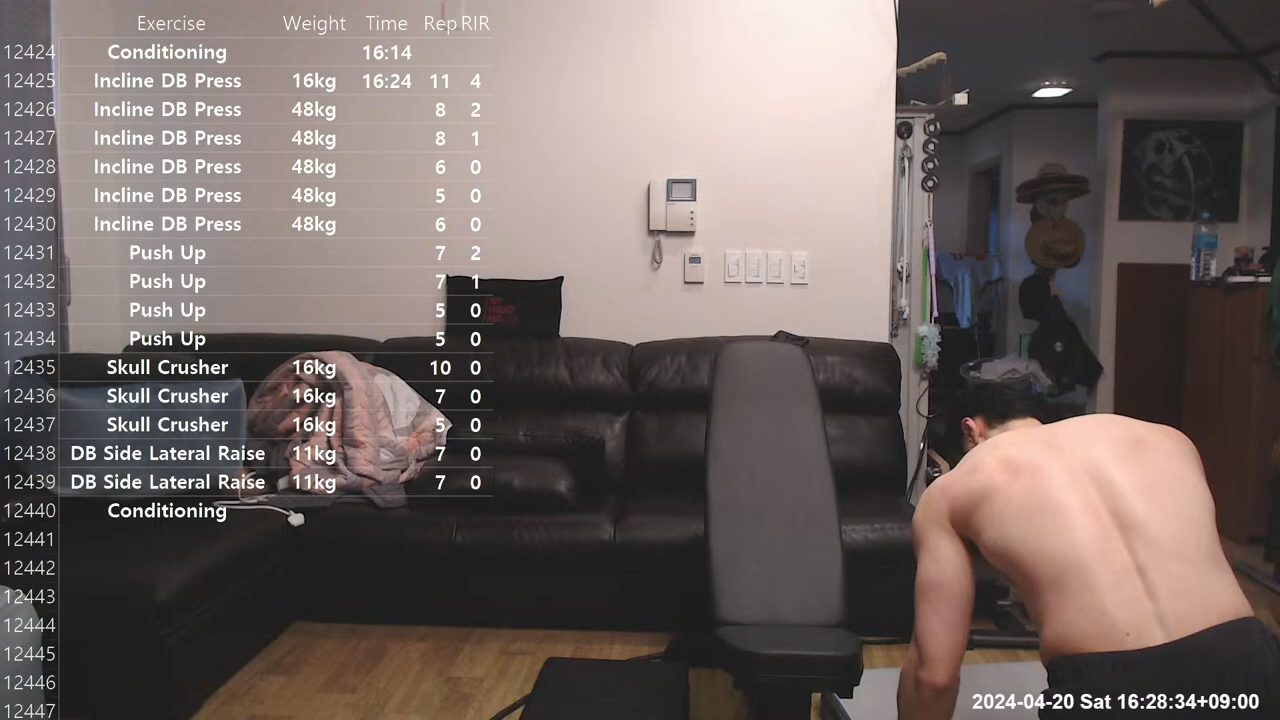 Exercise Weight Time Rep RIR
12424 Conditioning 16:14
12425 Incline DB Press 16kg 16:24 11 4
12426 Incline DB Press 48kg 8 2
12427 Incline DB Press 48kg 8 1
12428 Incline DB Press 48kg 6 0
12429 Incline DB Press 48kg 5 0
12430 Incline DB Press 48kg 6 0
12431 Push Up 7 2
12432 Push Up 7 1
12433 Push Up 5 0
12434 Push Up 5 0
12435 Skull Crusher 16kg 10 0
12436 Skull Crusher 16kg 7 0
12437 Skull Crusher 16kg 5 0
12438 DB Side Lateral Raise 11kg 7 0
12439 DB Side Lateral Raise 11kg 7 0
12440 Conditioning
12441
12442
12443
12444
12445
12446
12447
2024-04-20 Sat 16:28:34+09:00